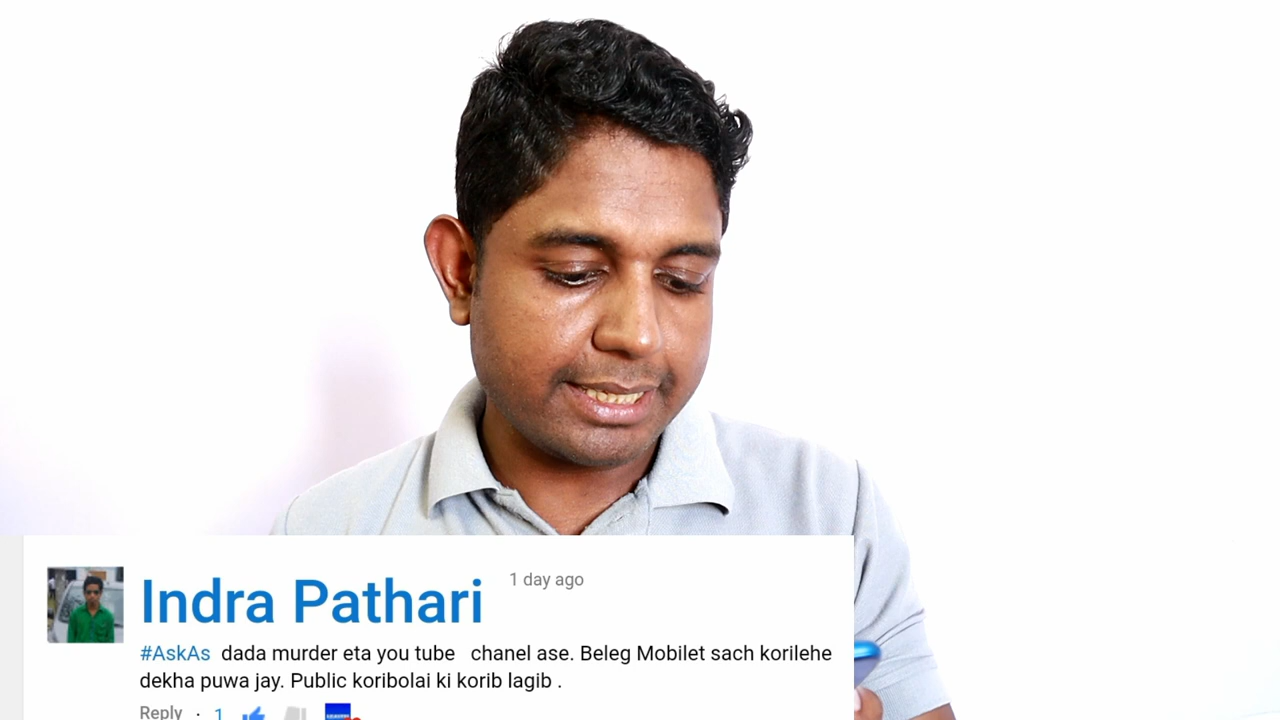 Indra Pathari 1 day ago
#AskAs dada murder eta you tube chanel ase. Beleg Mobilet sach korilehe
dekha puwa jay. Public koribolai ki korib lagib .
Reply · 1